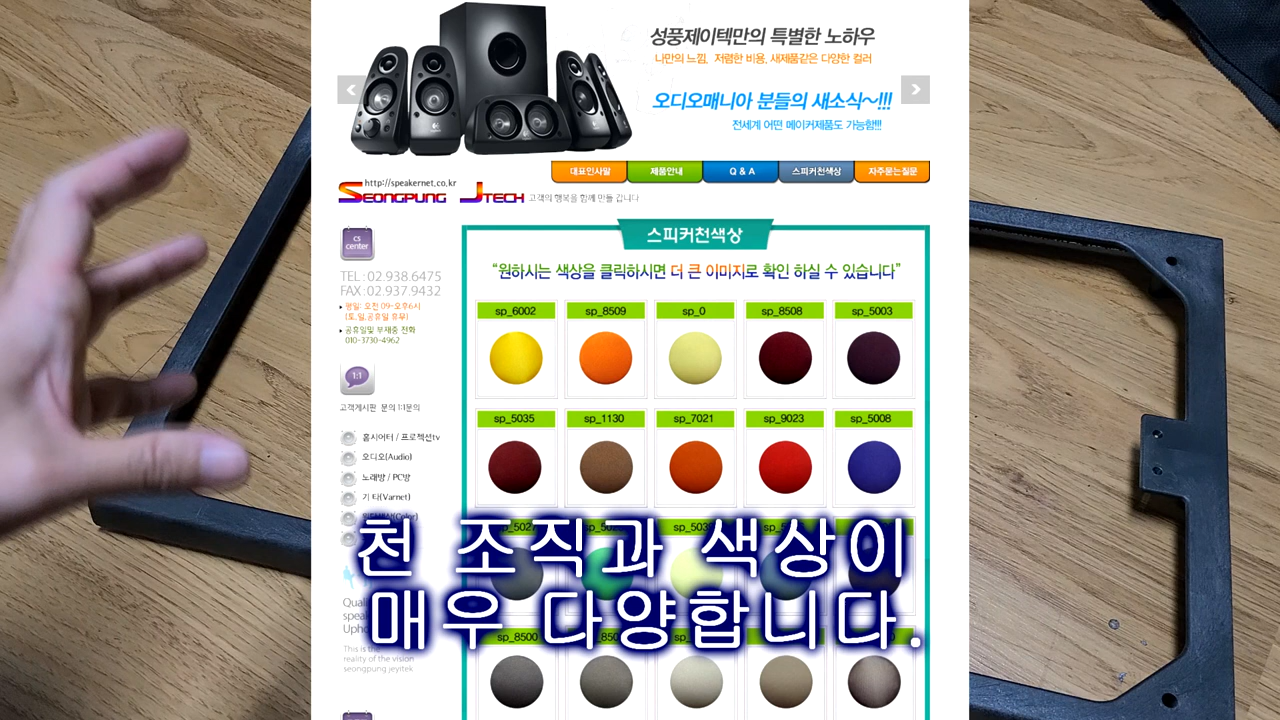 성풍제이텍만의 특별한 노하우
나만의 느낌, 저렴한 비용, 새제품같은 다양한 컬러
오디오매니아 분들의 새소식~!!!
전세계 어떤 메이커제품도 가능함!!!
대표인사말 제품안내 Q & A 스피커천색상 자주묻는질문
http://speakernet.co.kr
SEONGPUNG JTECH 고객의 행복을 함께 만들 갑니다
cs center
TEL : 02.938.6475
FAX : 02.937.9432
평일: 오전 09~오후6시
(토,일,공휴일 휴무)
공휴일및 부재중 전화
010-3730-4962
1:1
고객게시판 문의 1:1문의
홈시어터 / 프로젝션tv
오디오(Audio)
노래방 / PC방
기 타(Varnet)
스피커천색상
“원하시는 색상을 클릭하시면 더 큰 이미지로 확인 하실 수 있습니다”
sp_6002 sp_8509 sp_0 sp_8508 sp_5003
sp_5035 sp_1130 sp_7021 sp_9023 sp_5008
천 조직과 색상이
매우 다양합니다.
sp_8500
This is the
reality of the vision
seongpung jeyitek